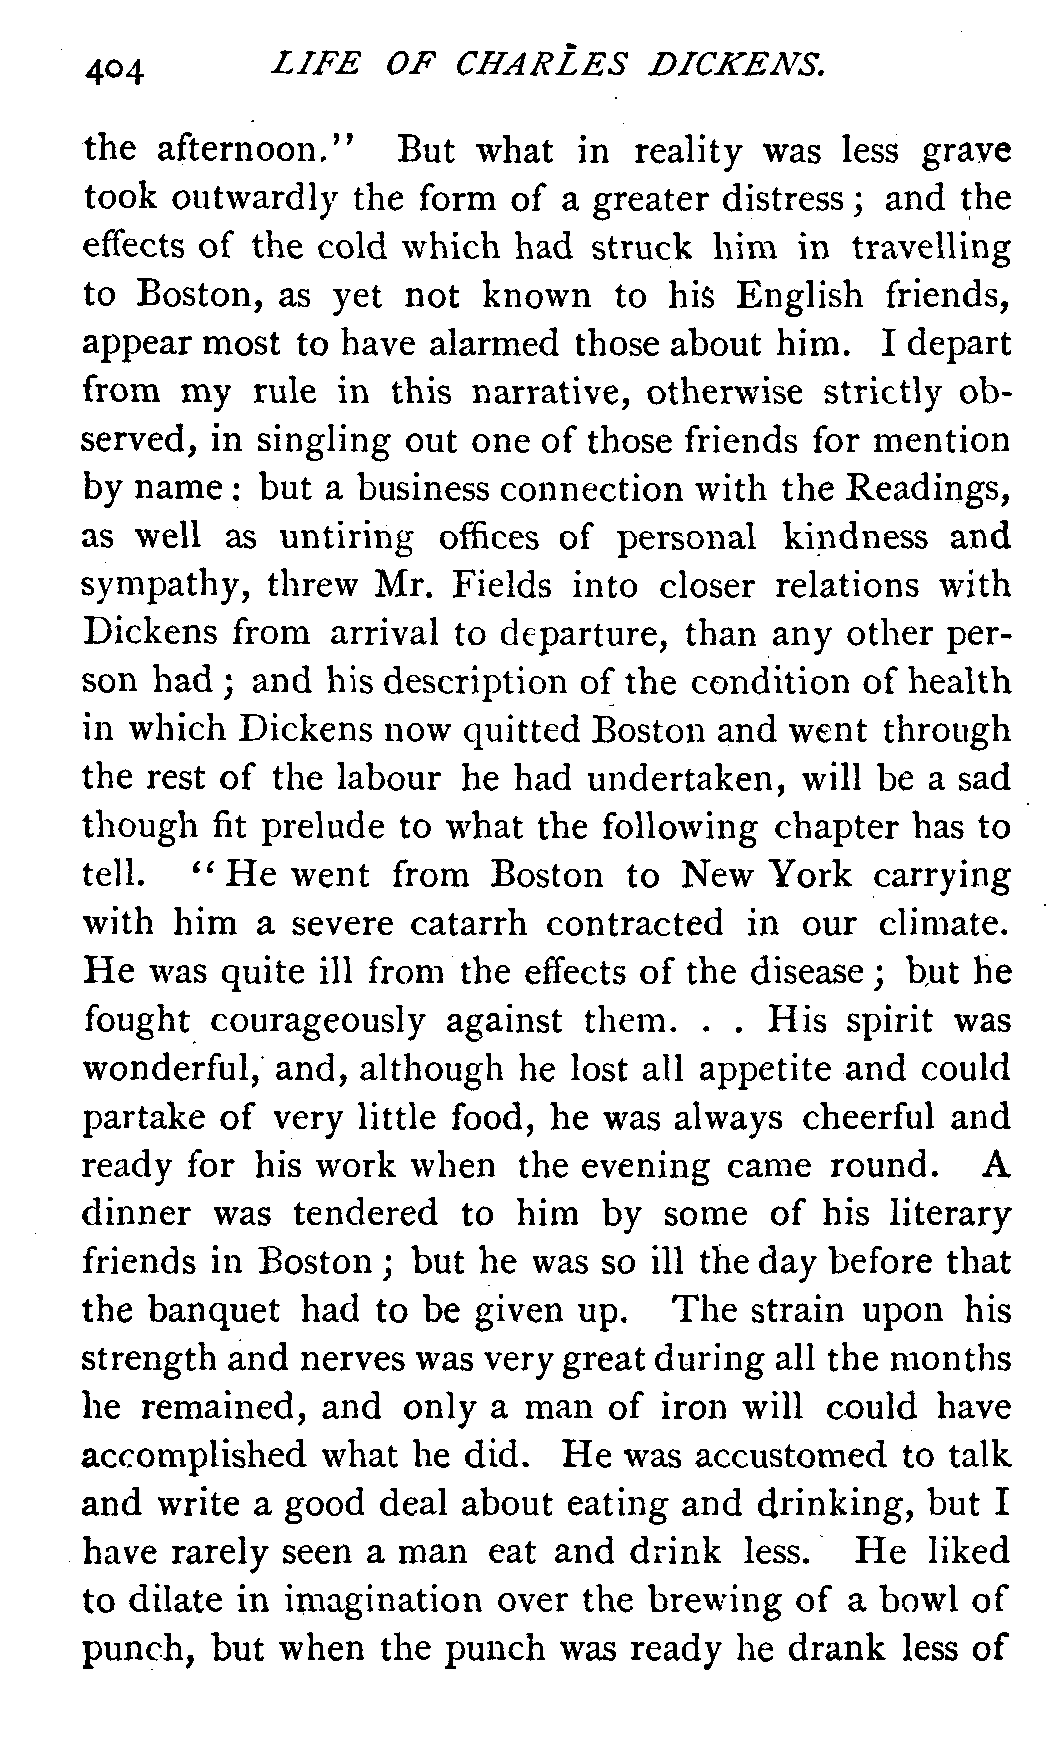 404 LIFE OF CHARLES DICKENS.
the afternoon." But what in reality was less grave
took outwardly the form of a greater distress; and the
effects of the cold which had struck him in travelling
to Boston, as yet not known to his English friends,
appear most to have alarmed those about him. I depart
from my rule in this narrative, otherwise strictly ob-
served, in singling out one of those friends for mention
by name: but a business connection with the Readings,
as well as untiring offices of personal kindness and
sympathy, threw Mr. Fields into closer relations with
Dickens from arrival to departure, than any other per-
son had; and his description of the condition of health
in which Dickens now quitted Boston and went through
the rest of the labour he had undertaken, will be a sad
though fit prelude to what the following chapter has to
tell. "He went from Boston to New York carrying
with him a severe catarrh contracted in our climate.
He was quite ill from the effects of the disease; but he
fought courageously against them. . . His spirit was
wonderful, and, although he lost all appetite and could
partake of very little food, he was always cheerful and
ready for his work when the evening came round. A
dinner was tendered to him by some of his literary
friends in Boston; but he was so ill the day before that
the banquet had to be given up. The strain upon his
strength and nerves was very great during all the months
he remained, and only a man of iron will could have
accomplished what he did. He was accustomed to talk
and write a good deal about eating and drinking, but I
have rarely seen a man eat and drink less. He liked
to dilate in imagination over the brewing of a bowl of
punch, but when the punch was ready he drank less of